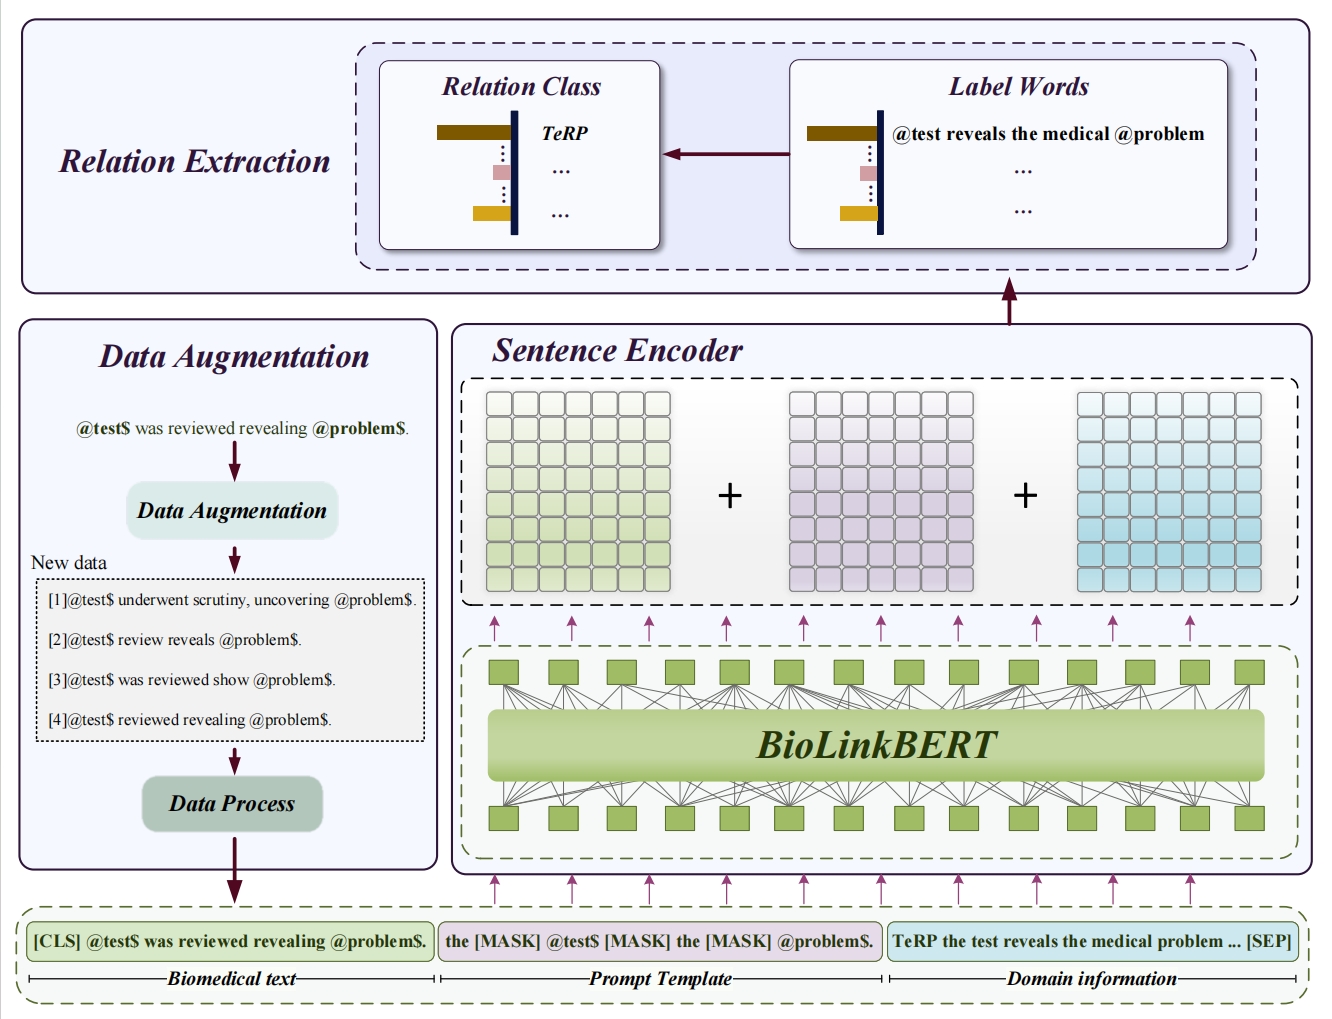 Relation Extraction
Relation Class
TeRP
...
...
Label Words
@test reveals the medical @problem
...
...
Data Augmentation
@test$ was reviewed revealing @problem$.
Data Augmentation
New data
[1]@test$ underwent scrutiny, uncovering @problem$.
[2]@test$ review reveals @problem$.
[3]@test$ was reviewed show @problem$.
[4]@test$ reviewed revealing @problem$.
Data Process
Sentence Encoder
+
+
BioLinkBERT
[CLS] @test$ was reviewed revealing @problem$.
the [MASK] @test$ [MASK] the [MASK] @problem$.
TeRP the test reveals the medical problem ... [SEP]
Biomedical text
Prompt Template
Domain information